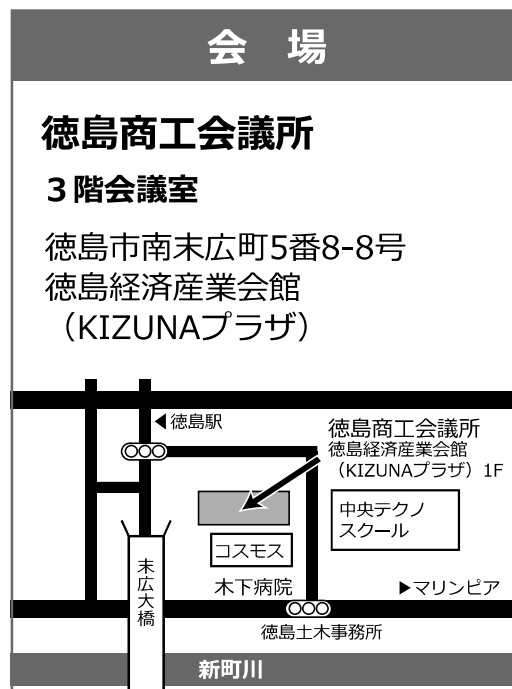 会 場
徳島商工会議所
3階会議室
徳島市南末広町5番8-8号
徳島経済産業会館
（KIZUNAプラザ）
◀徳島駅
徳島商工会議所
徳島経済産業会館
（KIZUNAプラザ）1F
中央テクノ
スクール
コスモス
末広大橋
木下病院
▶マリンピア
徳島土木事務所
新町川